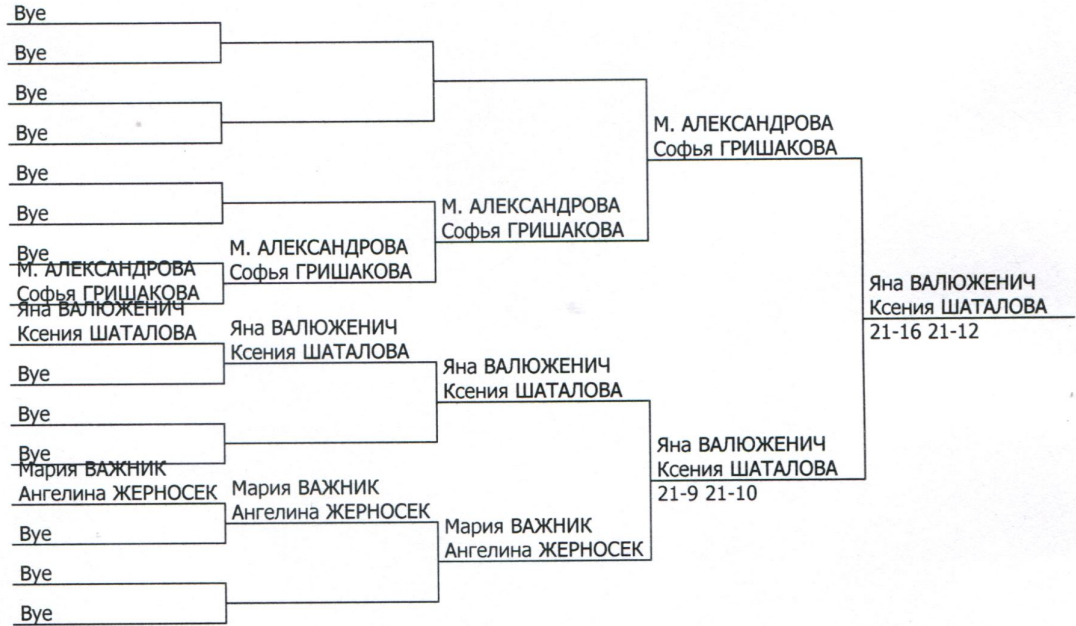 Bye
Bye
Bye
Bye
Bye
Bye
Bye
М. АЛЕКСАНДРОВА
Софья ГРИШАКОВА
Яна ВАЛЮЖЕНИЧ
Ксения ШАТАЛОВА
Bye
Bye
Bye
Мария ВАЖНИК
Ангелина ЖЕРНОСЕК
Bye
Bye
Bye
М. АЛЕКСАНДРОВА
Софья ГРИШАКОВА
Яна ВАЛЮЖЕНИЧ
Ксения ШАТАЛОВА
Мария ВАЖНИК
Ангелина ЖЕРНОСЕК
М. АЛЕКСАНДРОВА
Софья ГРИШАКОВА
Яна ВАЛЮЖЕНИЧ
Ксения ШАТАЛОВА
Мария ВАЖНИК
Ангелина ЖЕРНОСЕК
М. АЛЕКСАНДРОВА
Софья ГРИШАКОВА
Яна ВАЛЮЖЕНИЧ
Ксения ШАТАЛОВА
21-9 21-10
Яна ВАЛЮЖЕНИЧ
Ксения ШАТАЛОВА
21-16 21-12